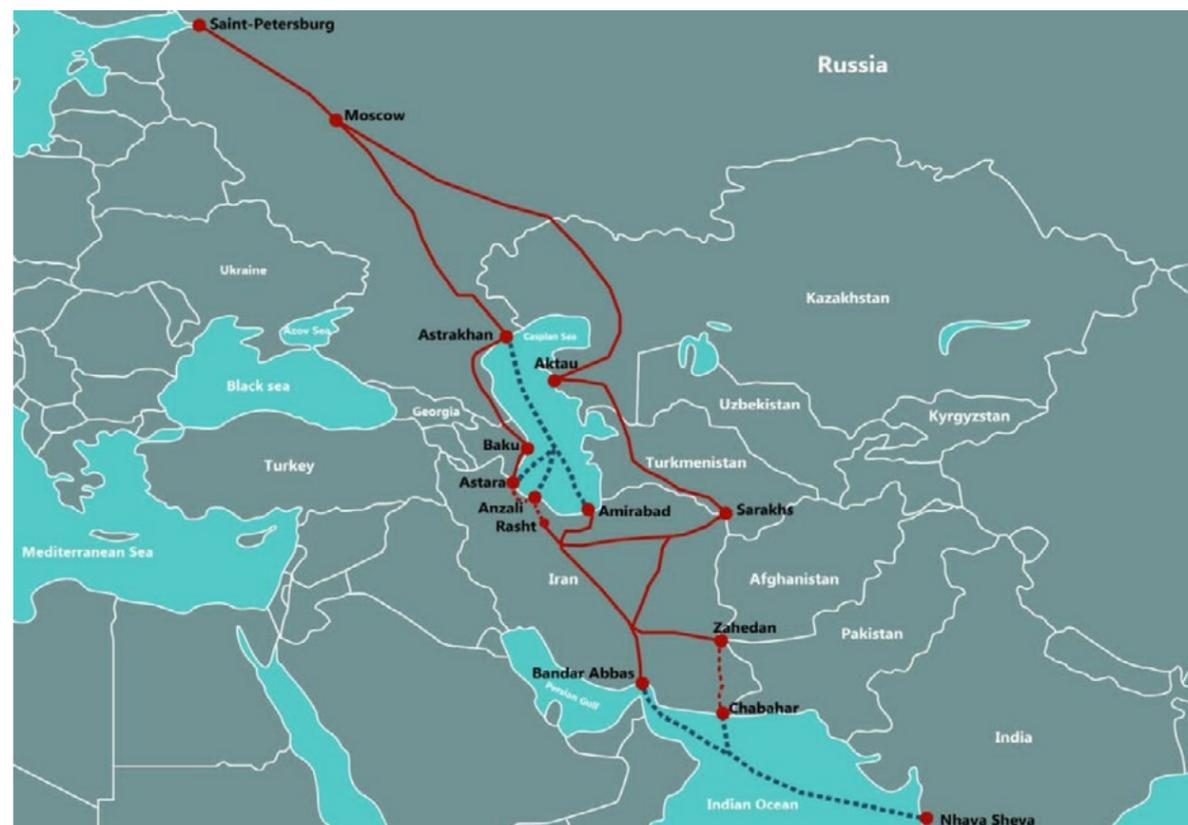 Saint-Petersburg
Russia
Moscow
Ukraine
Kazakhstan
Azov Sea
Astrakhan
Caspian Sea
Aktau
Black sea
Uzbekistan
Georgia
Kyrgyzstan
Baku
Turkey
Turkmenistan
Astara
Anzali
Amirabad
Sarakhs
Rasht
Mediterranean Sea
Iran
Afghanistan
Zahedan
Pakistan
Bandar Abbas
Persian Gulf
Chabahar
India
Indian Ocean
Nhava Sheva